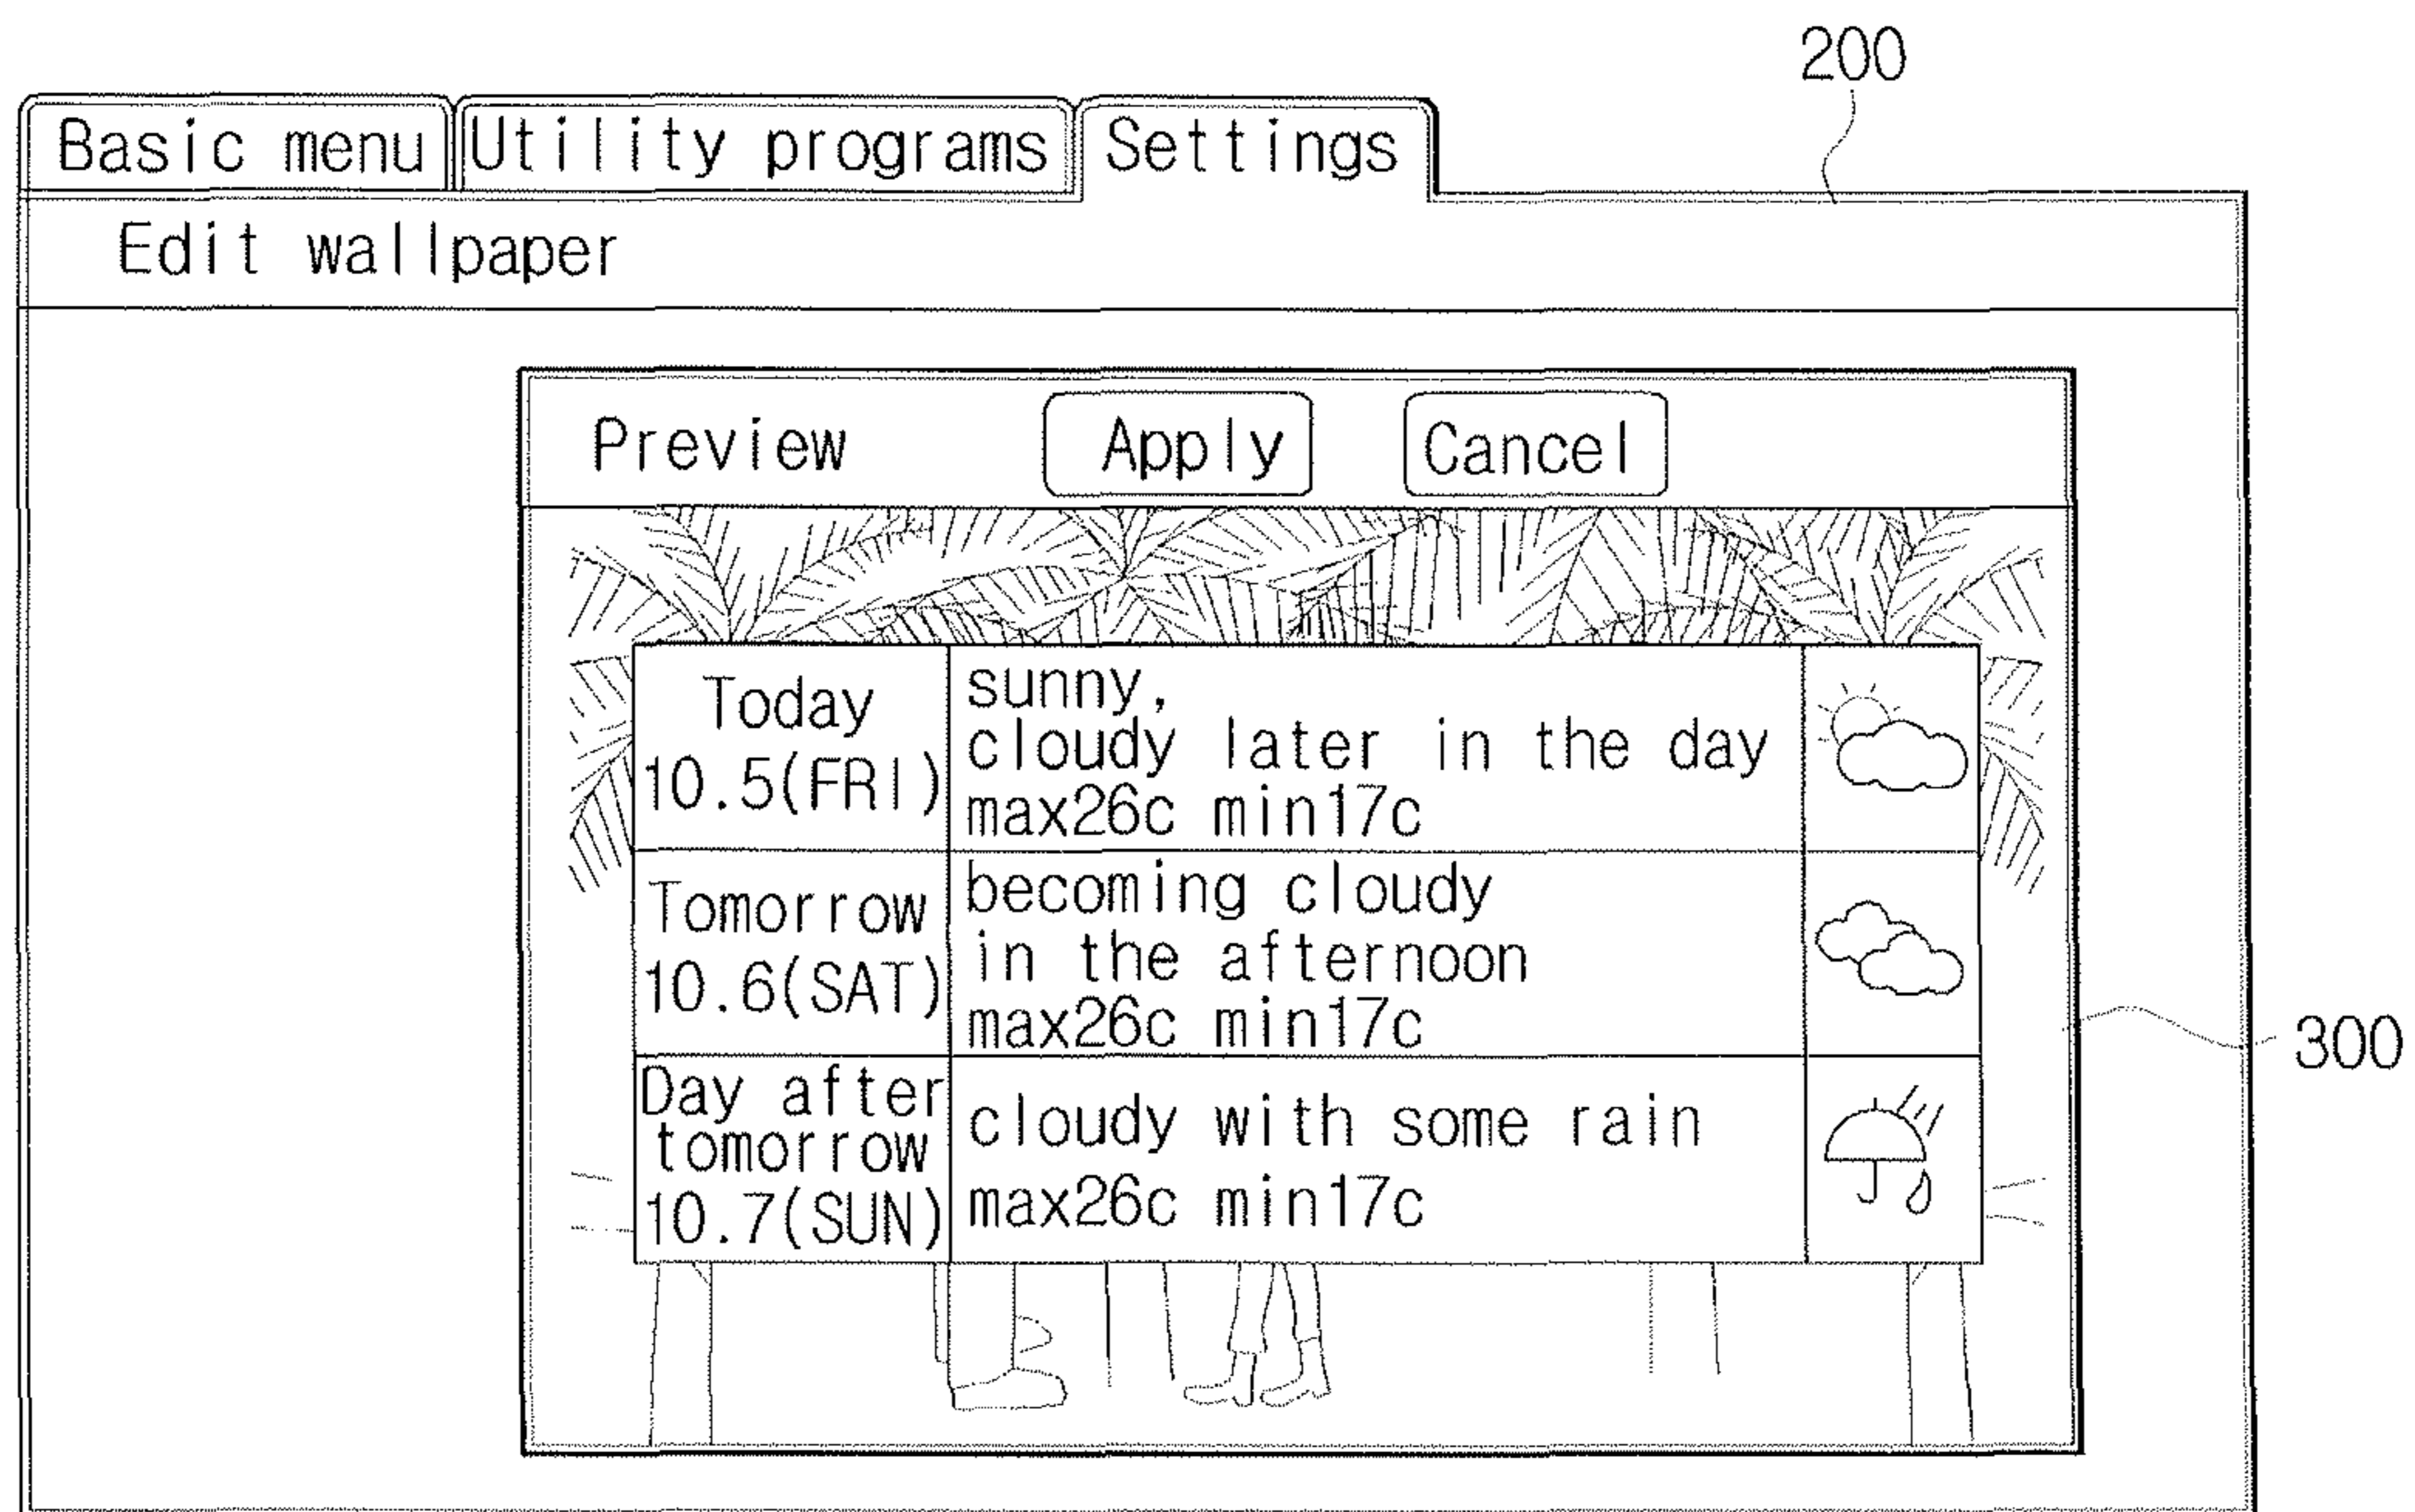 200
Basic menu Utility programs Settings
Edit wallpaper
Preview Apply Cancel
Today
10.5(FRI)
sunny,
cloudy later in the day
max26c min17c
Tomorrow
10.6(SAT)
becoming cloudy
in the afternoon
max26c min17c
300
Day after
tomorrow
10.7(SUN)
cloudy with some rain
max26c min17c